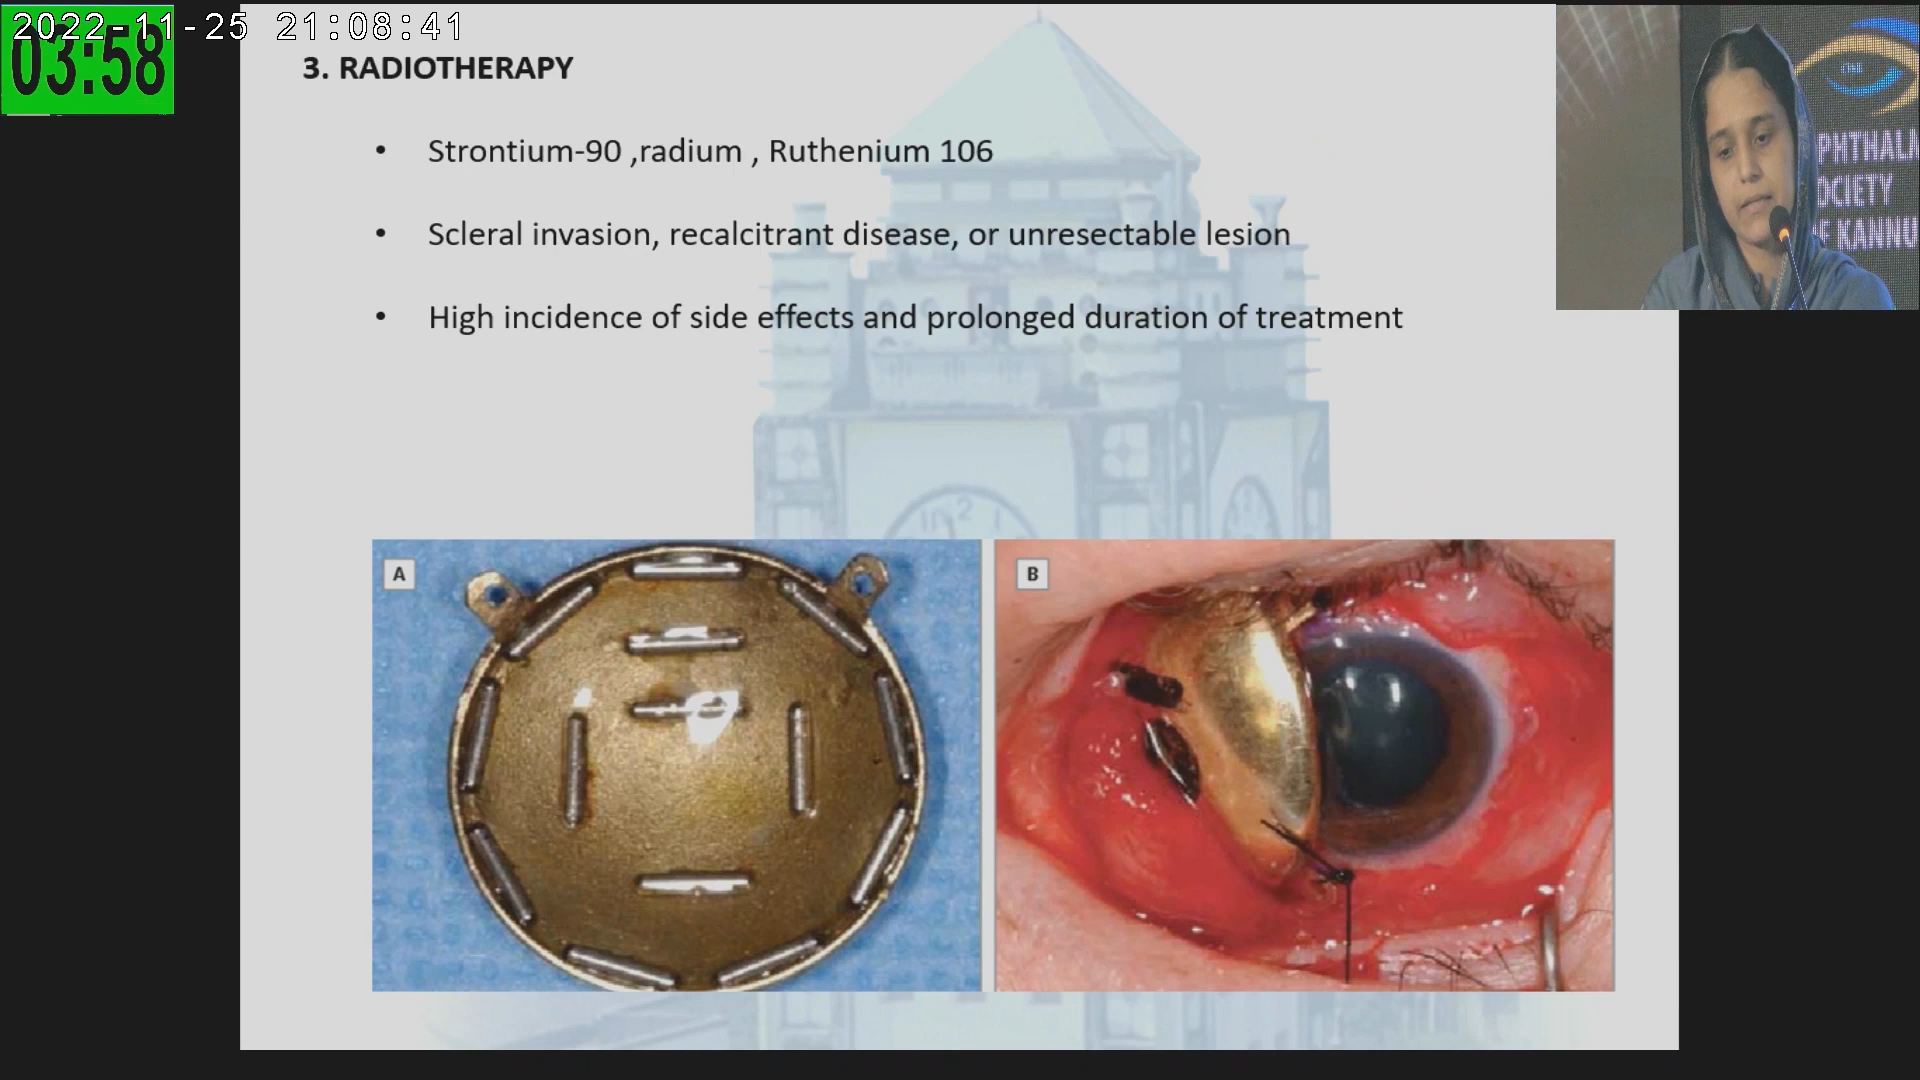 2022-11-25 21:08:41
03:58
3. RADIOTHERAPY
• Strontium-90 ,radium , Ruthenium 106
• Scleral invasion, recalcitrant disease, or unresectable lesion
• High incidence of side effects and prolonged duration of treatment
A
B
PHTHAL
OCIETY
F KANNU